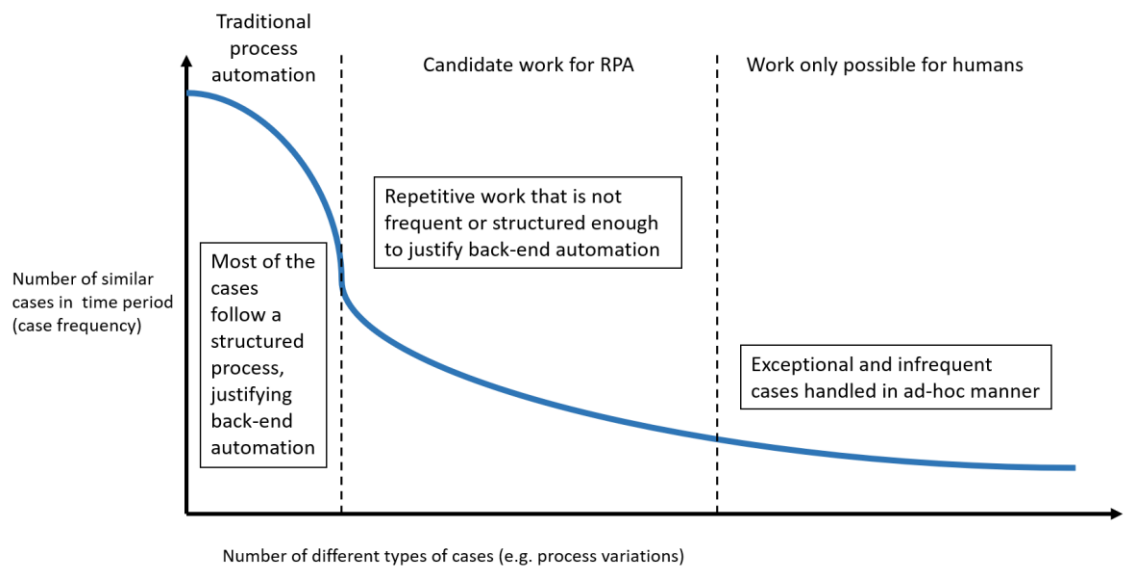 Traditional
process
automation
Candidate work for RPA
Work only possible for humans
Repetitive work that is not
frequent or structured enough
to justify back-end automation
Most of the
cases
follow a
structured
process,
justifying
back-end
automation
Number of similar
cases in  time period
(case frequency)
Exceptional and infrequent
cases handled in ad-hoc manner
Number of different types of cases (e.g. process variations)